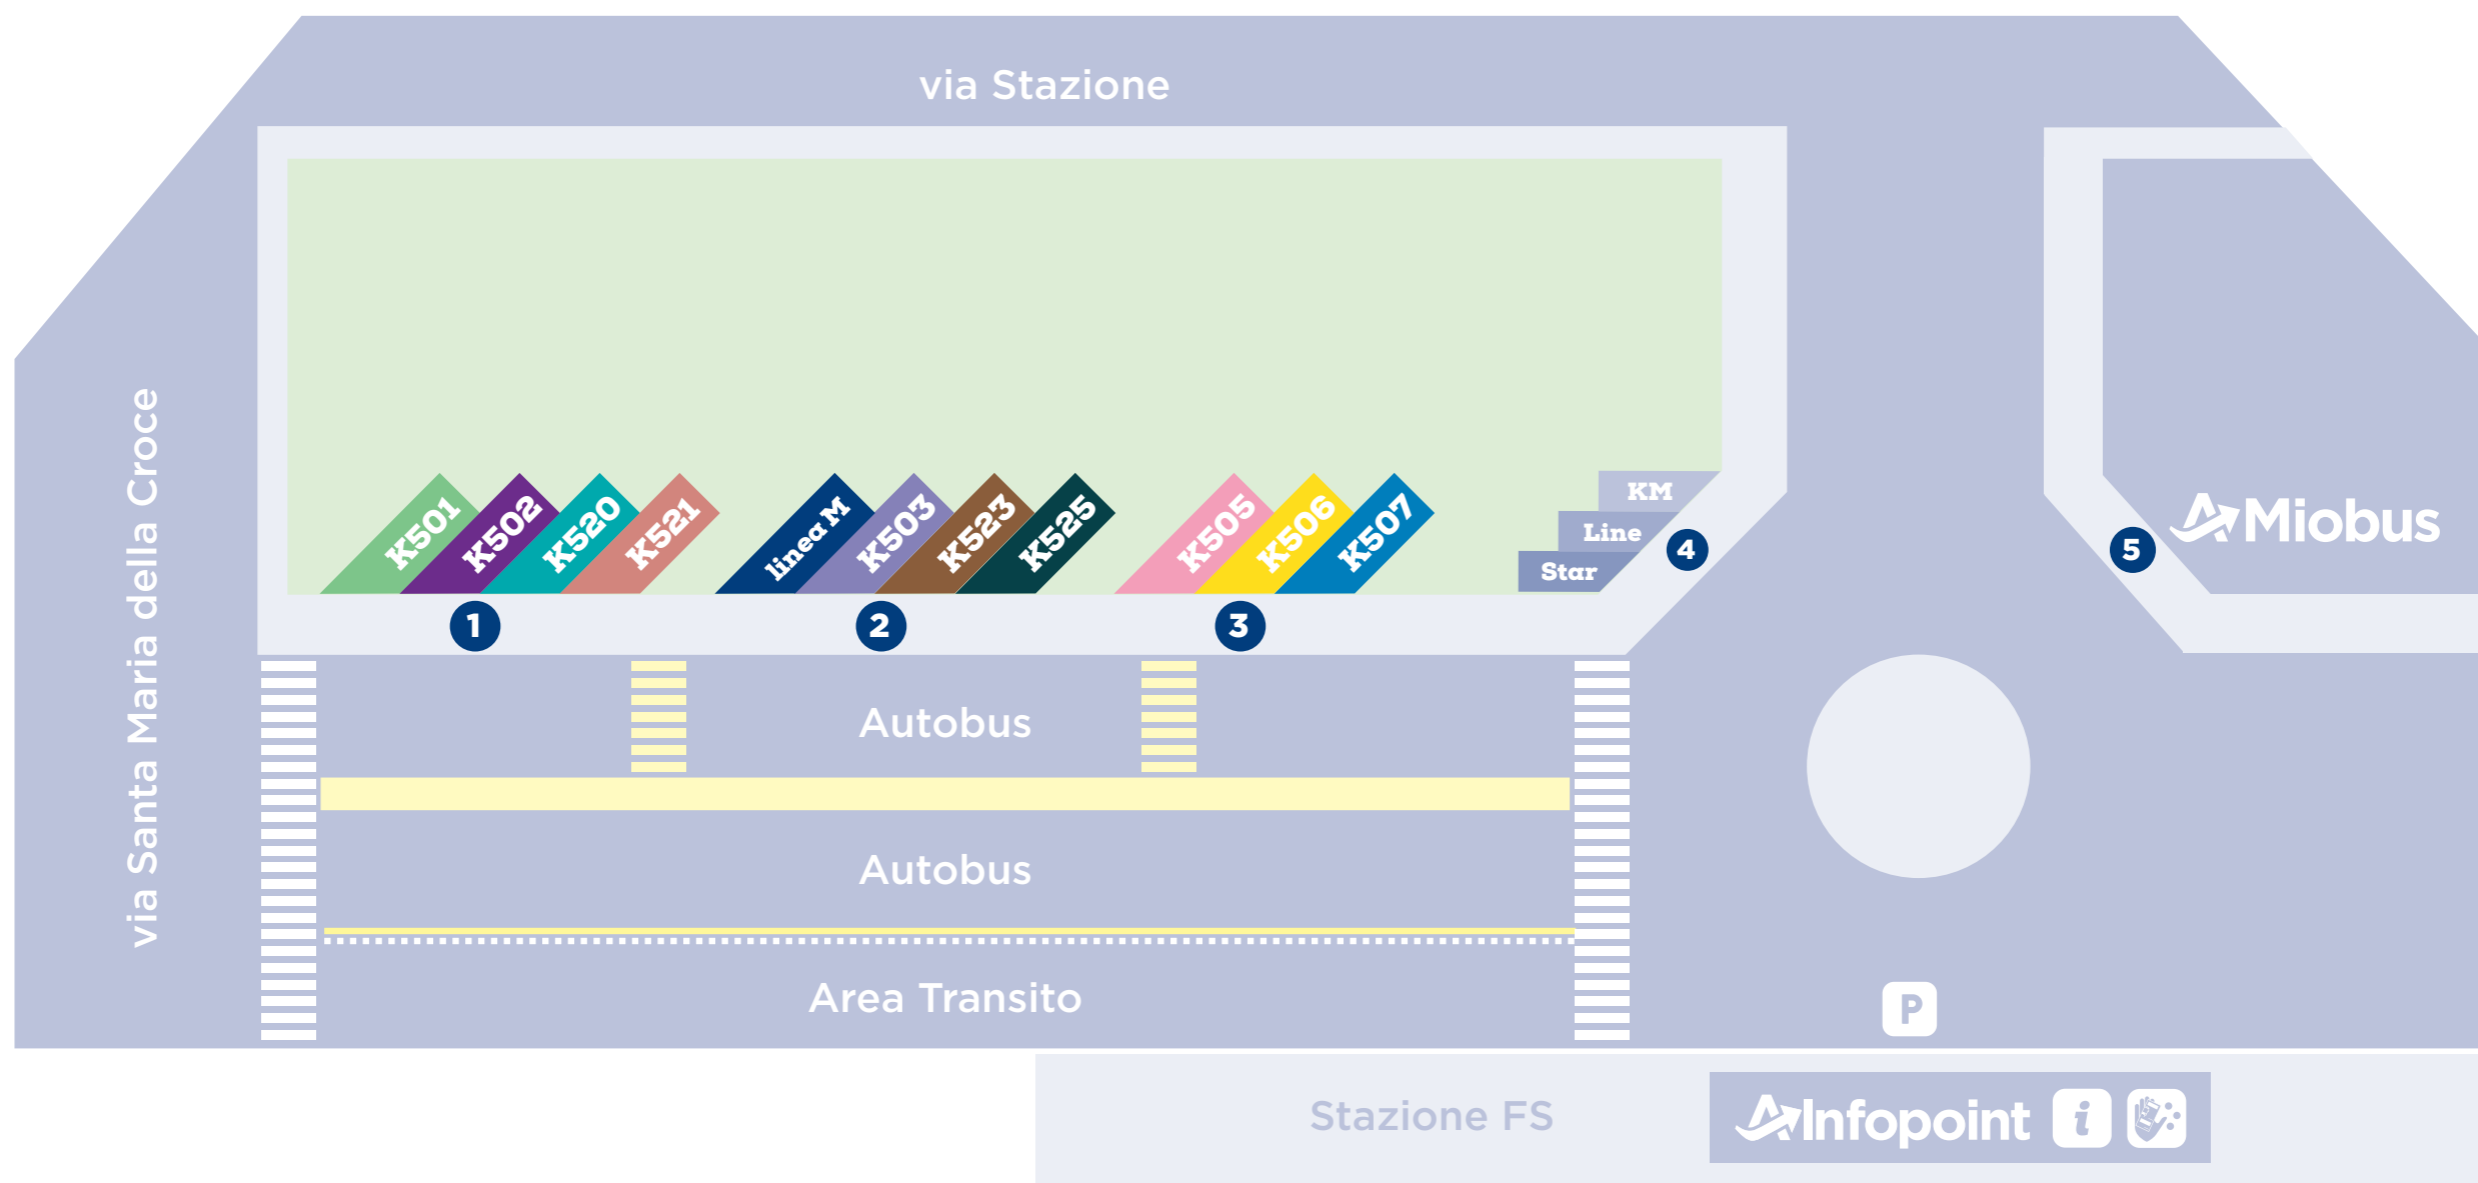 via Stazione
via Santa Maria della Croce
K501
K502
K520
K521
linea M
K503
K523
K525
K505
K506
K507
KM
Line
Star
1
2
3
4
5
Miobus
Autobus
Autobus
Area Transito
P
Stazione FS
Infopoint
i